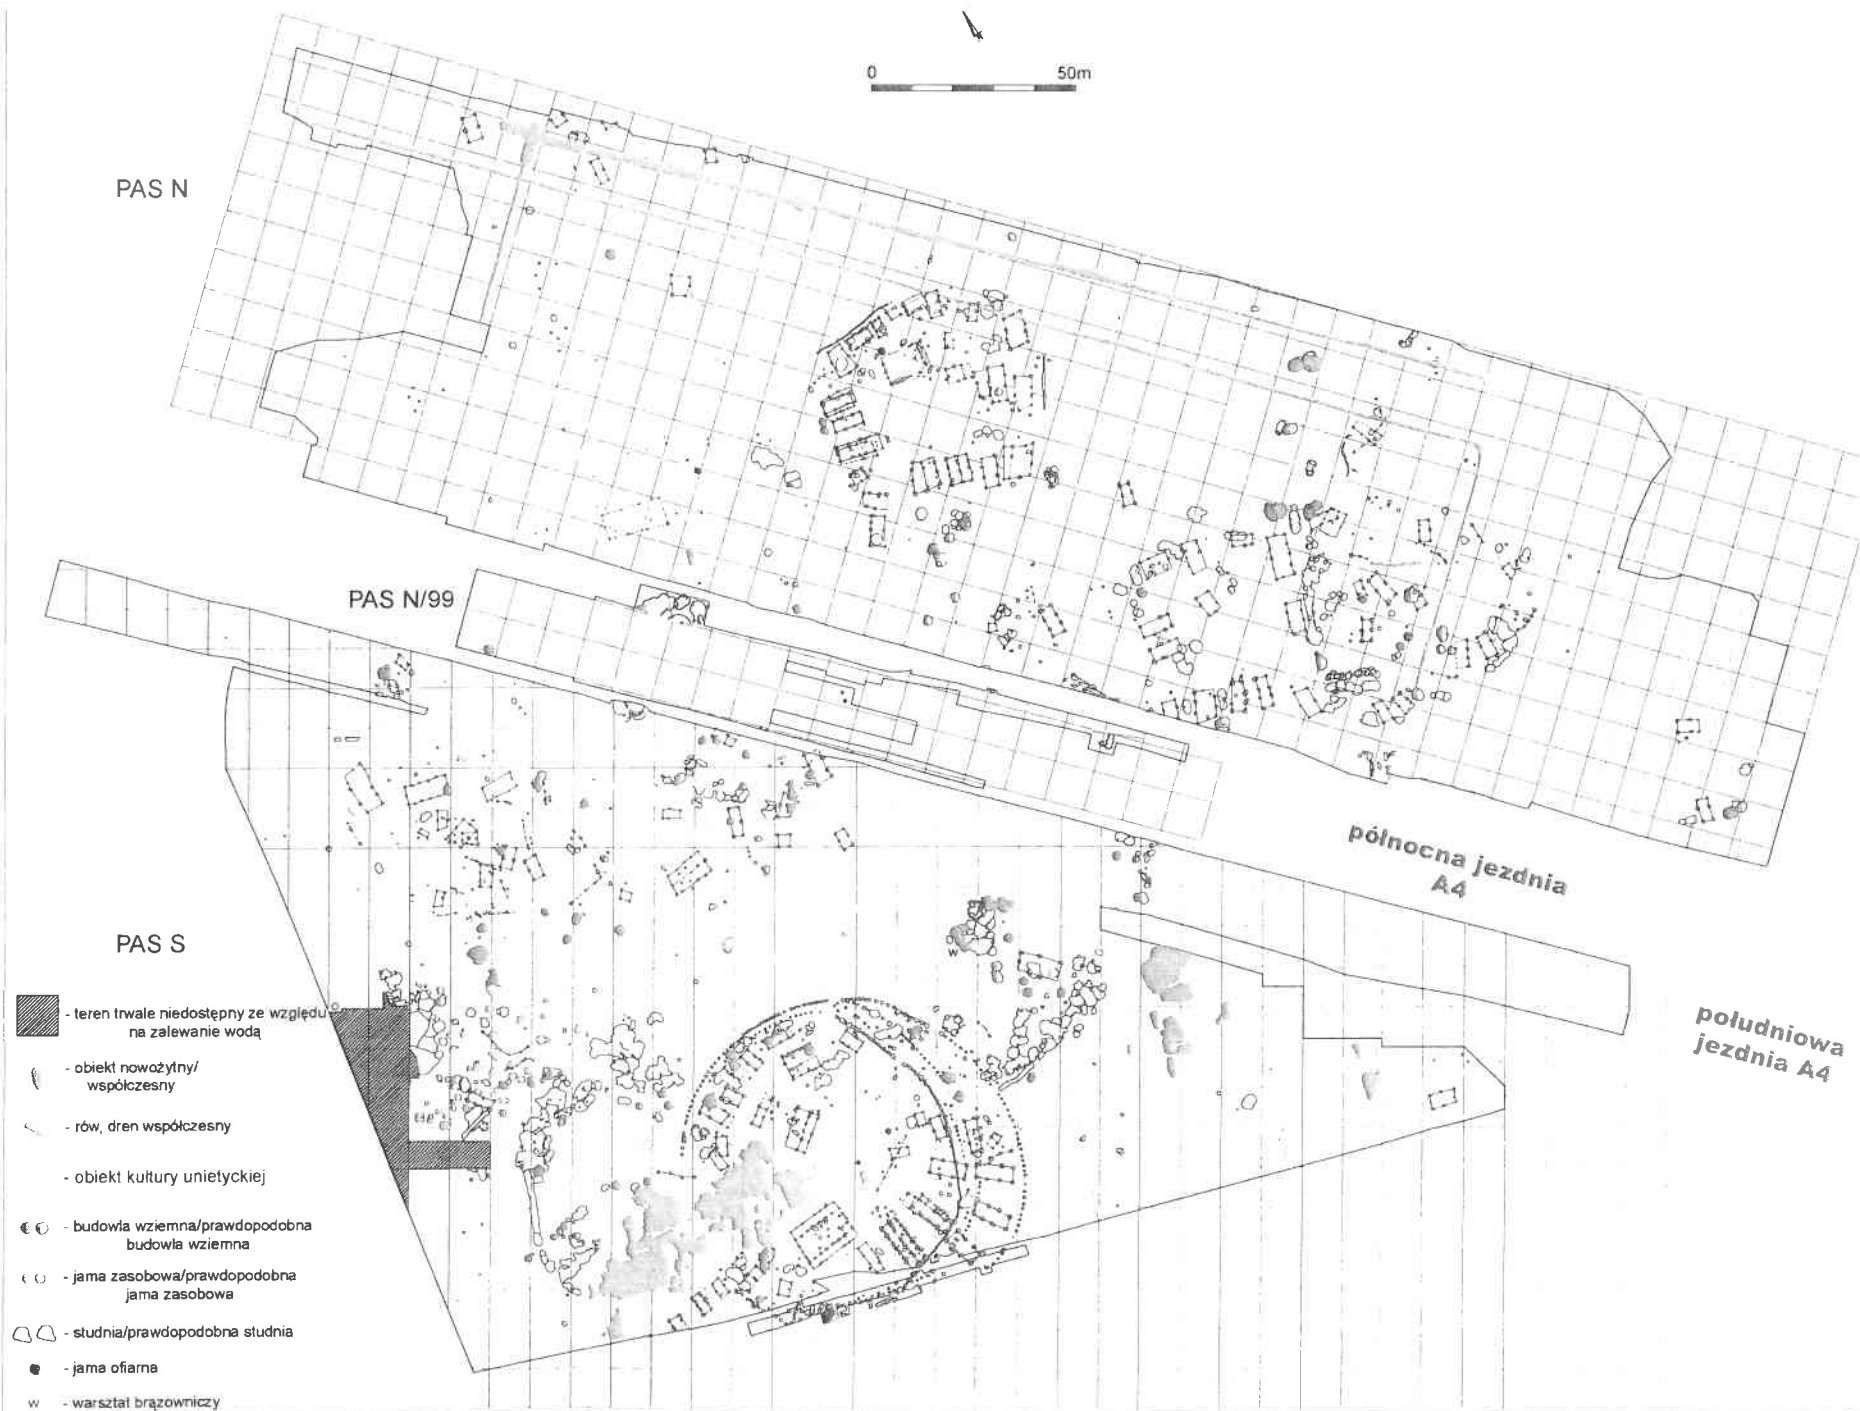 0 50m
PAS N
PAS N/99
północna jezdnia
A4
PAS S
w
południowa
jezdnia A4
- teren trwale niedostępny ze względu
na zalewanie wodą
- obiekt nowożytny/
współczesny
- rów, dren współczesny
- obiekt kultury unietyckiej
- budowla wziemna/prawdopodobna
budowla wziemna
- jama zasobowa/prawdopodobna
jama zasobowa
- studnia/prawdopodobna studnia
- jama ofiarna
w - warsztat brązowniczy